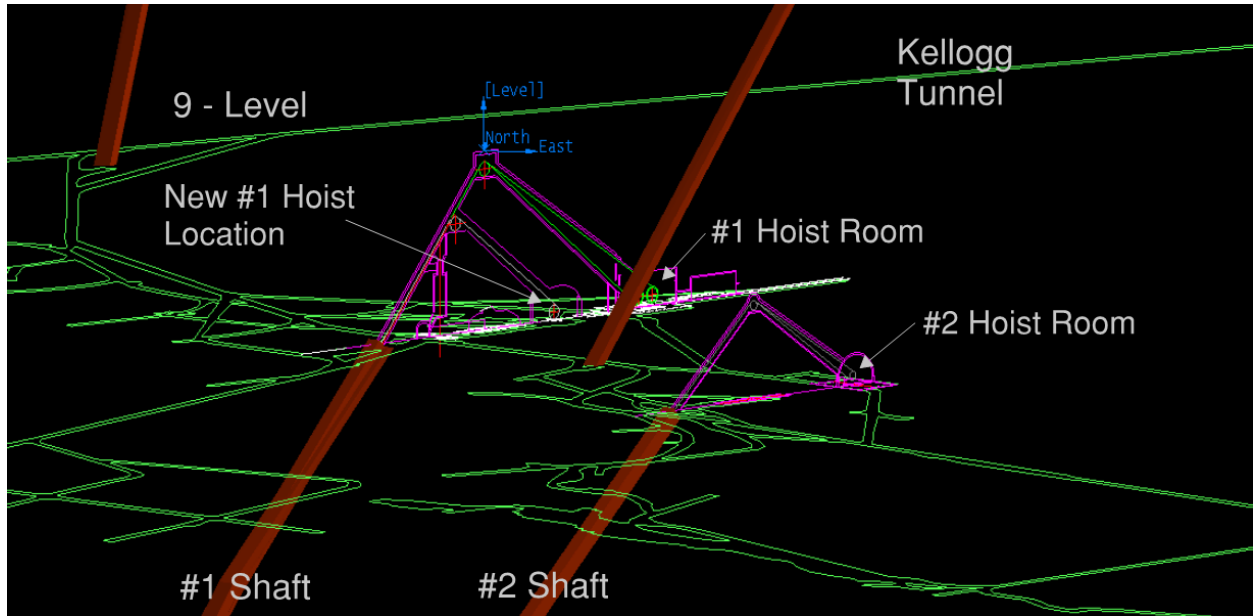 Kellogg
Tunnel
9 - Level
[Level]
North
East
New #1 Hoist
Location
#1 Hoist Room
#2 Hoist Room
#1 Shaft
#2 Shaft